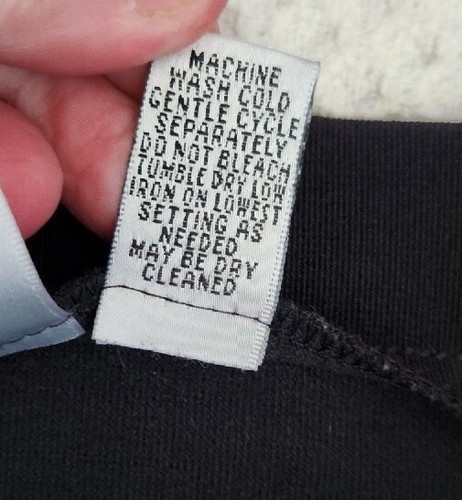 MACHINE
WASH COLD
GENTLE CYCLE
SEPARATELY
DO NOT BLEACH
TUMBLE DRY LOW
IRON ON LOWEST
SETTING AS
NEEDED
MAY BE DRY
CLEANED